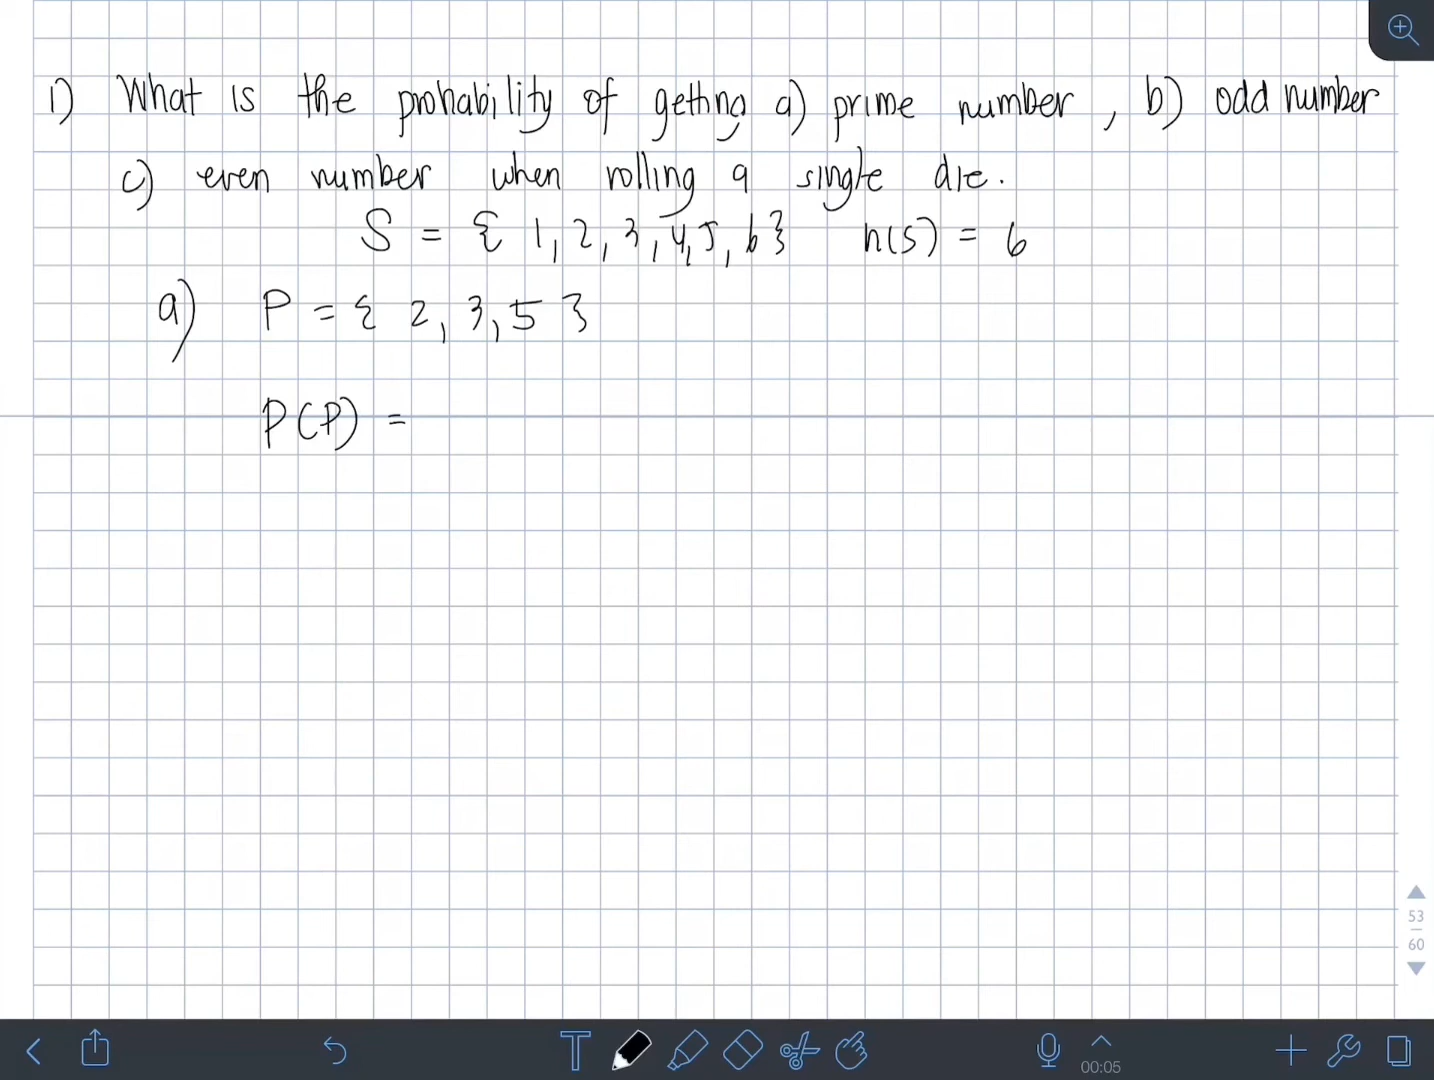 1) What is the probability of getting a) prime number, b) odd number
c) even number when rolling a single die.
S = { 1, 2, 3, 4, 5, 6 } n(S) = 6
a) P = { 2, 3, 5 }
P(P) =
53
60
T
00:05